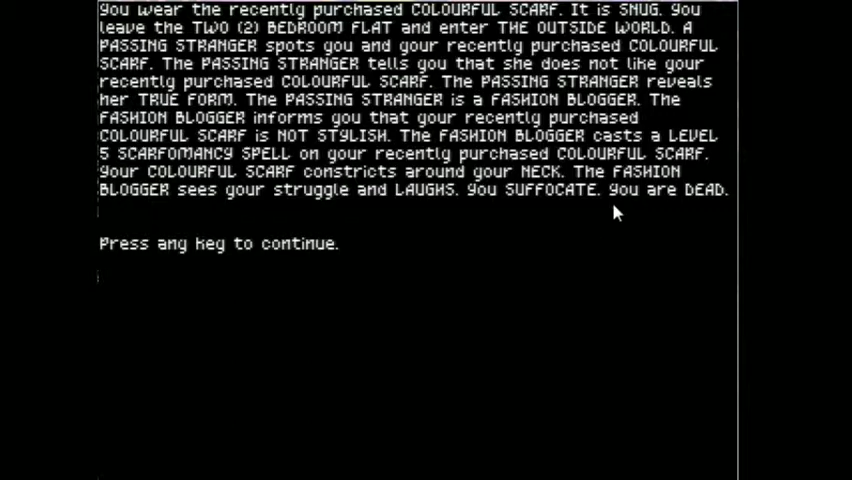 You wear the recently purchased COLOURFUL SCARF. It is SNUG. You
leave the TWO (2) BEDROOM FLAT and enter THE OUTSIDE WORLD. A
PASSING STRANGER spots you and your recently purchased COLOURFUL
SCARF. The PASSING STRANGER tells you that she does not like your
recently purchased COLOURFUL SCARF. The PASSING STRANGER reveals
her TRUE FORM. The PASSING STRANGER is a FASHION BLOGGER. The
FASHION BLOGGER informs you that your recently purchased
COLOURFUL SCARF is NOT STYLISH. The FASHION BLOGGER casts a LEVEL
5 SCARFOMANCY SPELL on your recently purchased COLOURFUL SCARF.
Your COLOURFUL SCARF constricts around your NECK. The FASHION
BLOGGER sees your struggle and LAUGHS. You SUFFOCATE. You are DEAD.
Press any key to continue.